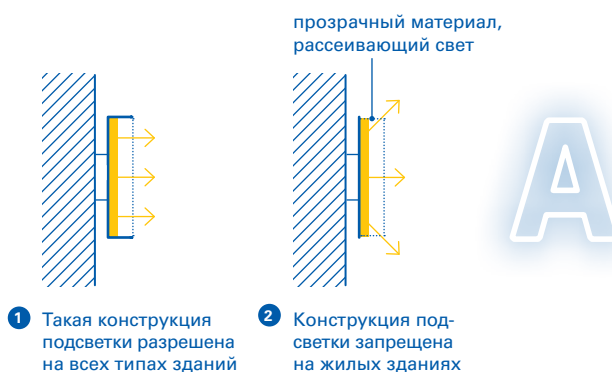 прозрачный материал,
рассеивающий свет
А
1 Такая конструкция
подсветки разрешена
на всех типах зданий
2 Конструкция под-
светки запрещена
на жилых зданиях